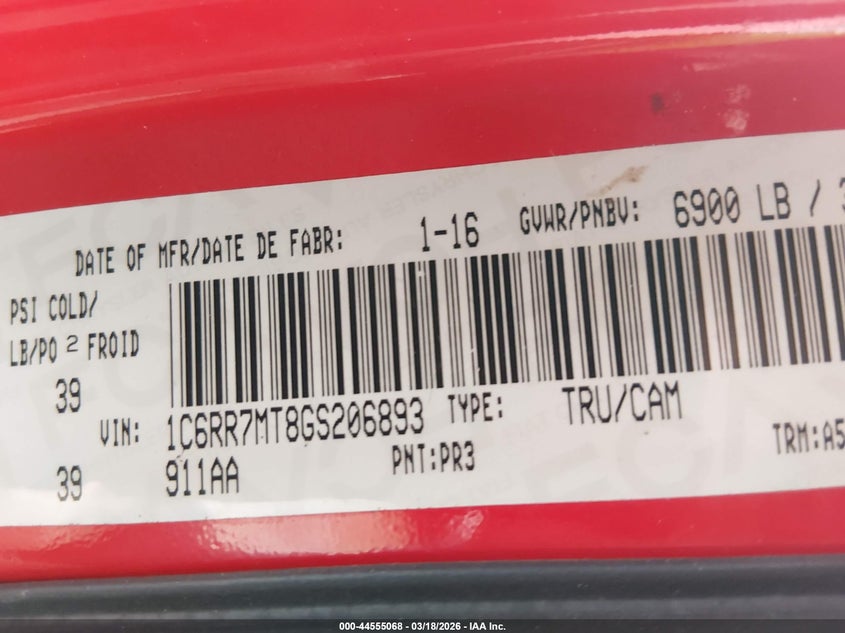 DATE OF MFR/DATE DE FABR: 1-16 GVWR/PNBV: 6900 LB /
PSI COLD/
LB/PO 2 FROID
39
VIN: 1C6RR7MT8GS206893 TYPE: TRU/CAM
39 911AA PNT:PR3 TRM:A5
000-44555068 - 03/18/2026 - IAA Inc.